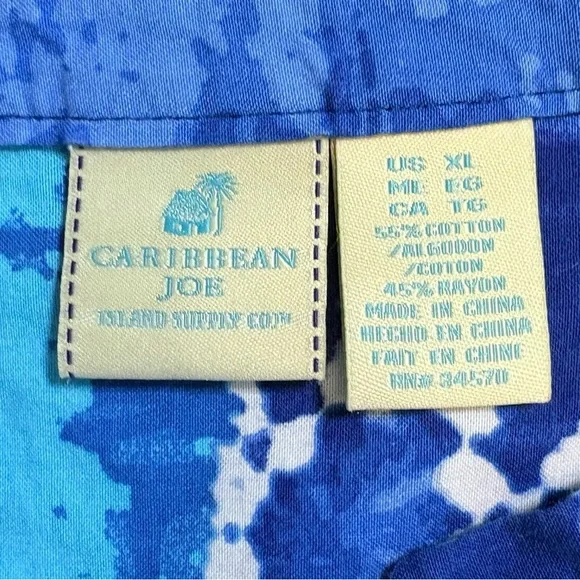 CARIBBEAN
JOE
ISLAND SUPPLY CO™
US XL
ME EG
CA TG
55% COTTON
/ALGODON
/COTON
45% RAYON
MADE IN CHINA
HECHO EN CHINA
FAIT EN CHINE
RN# 34570